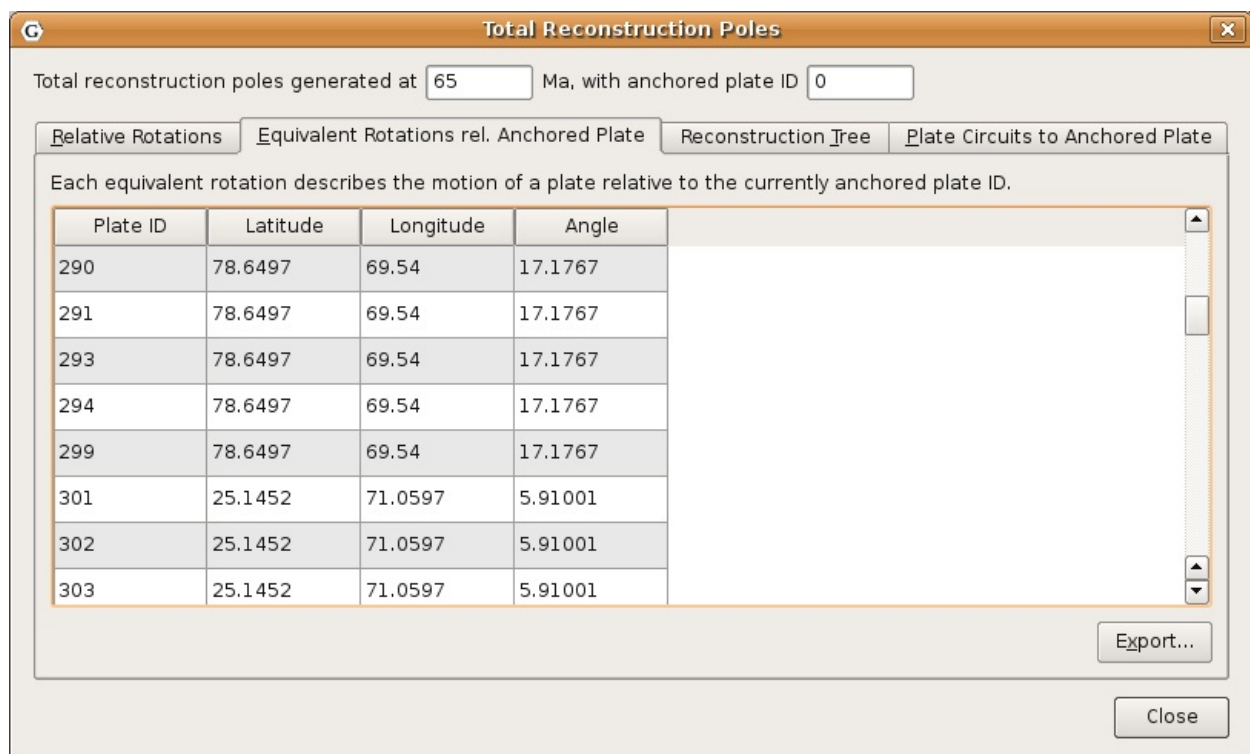 G Total Reconstruction Poles
Total reconstruction poles generated at 65 Ma, with anchored plate ID 0
Relative Rotations Equivalent Rotations rel. Anchored Plate Reconstruction Tree Plate Circuits to Anchored Plate
Each equivalent rotation describes the motion of a plate relative to the currently anchored plate ID.
Plate ID Latitude Longitude Angle
290 78.6497 69.54 17.1767
291 78.6497 69.54 17.1767
293 78.6497 69.54 17.1767
294 78.6497 69.54 17.1767
299 78.6497 69.54 17.1767
301 25.1452 71.0597 5.91001
302 25.1452 71.0597 5.91001
303 25.1452 71.0597 5.91001
Export...
Close